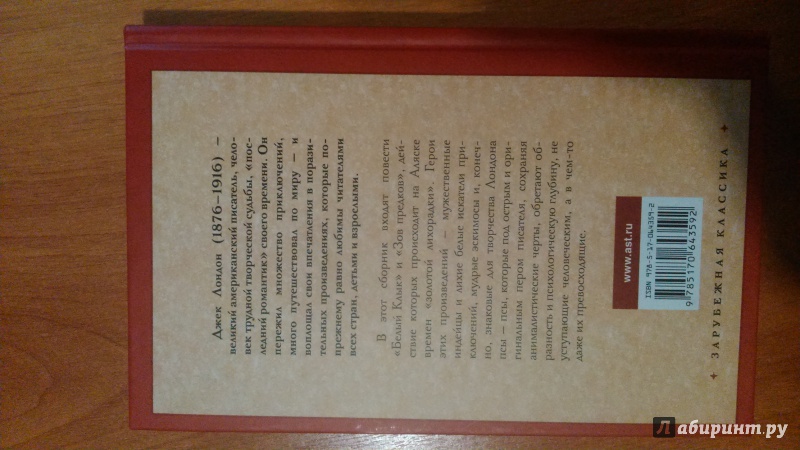 Джек Лондон (1876–1916) –
великий американский писатель, чело-
век трудной творческой судьбы, «пос-
ледний романтик» своего времени. Он
пережил множество приключений,
много путешествовал по миру — и
воплощал свои впечатления в порази-
тельных произведениях, которые по-
прежнему равно любимы читателями
всех стран, детьми и взрослыми.
В этот сборник входят повести
«Белый Клык» и «Зов предков», дей-
ствие которых происходит на Аляске
времен «золотой лихорадки». Герои
этих произведений — мужественные
индейцы и лихие белые искатели при-
ключений, мудрые эскимосы и, конеч-
но, знаковые для творчества Лондона
псы — псы, которые под острым и ори-
гинальным пером писателя, сохраняя
анималистические черты, обретают об-
разность и психологическую глубину, не
уступающие человеческим, а в чем-то
даже их превосходящие.
www.ast.ru
ISBN 978-5-17-064359-2
9 785170 643592
ЗАРУБЕЖНАЯ КЛАССИКА
Лабиринт.ру